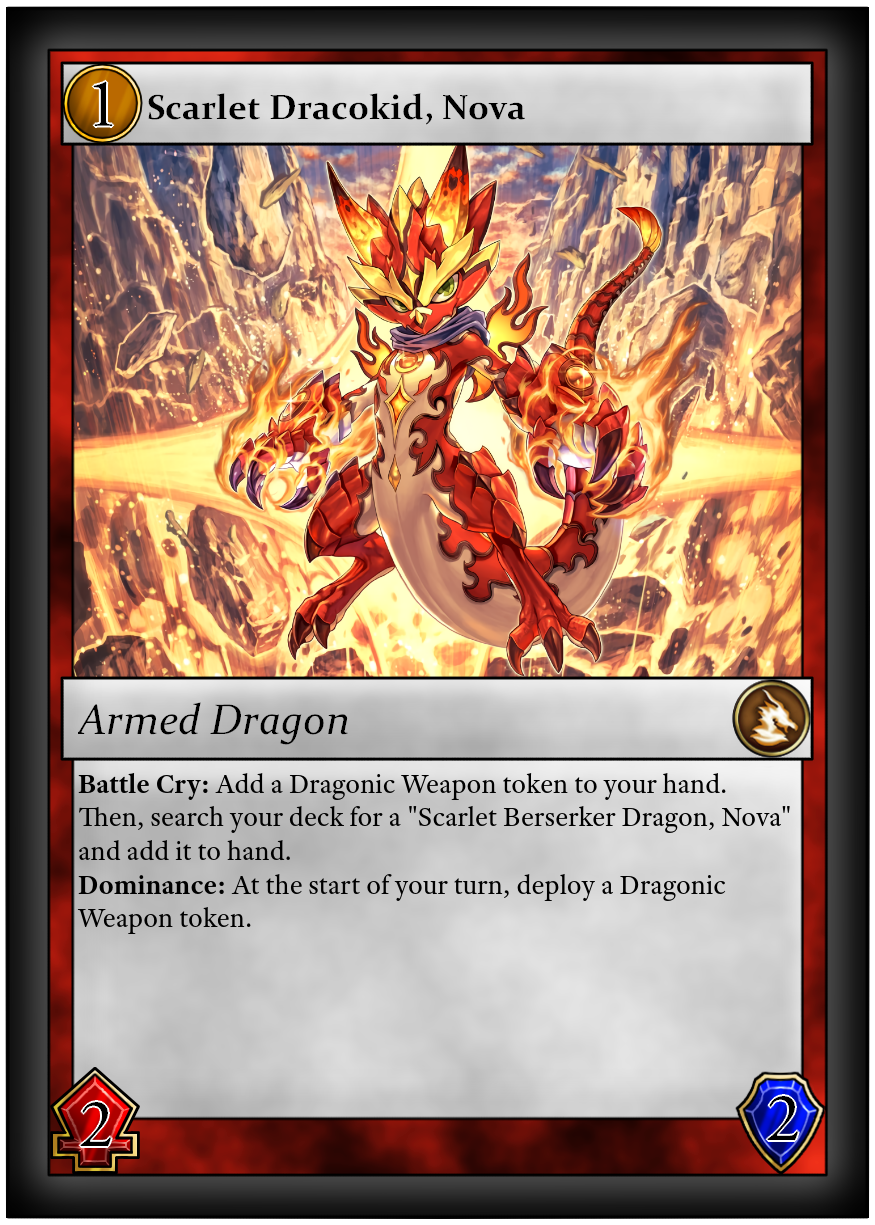 1 Scarlet Dracokid, Nova
Armed Dragon
Battle Cry: Add a Dragonic Weapon token to your hand.
Then, search your deck for a "Scarlet Berserker Dragon, Nova"
and add it to hand.
Dominance: At the start of your turn, deploy a Dragonic
Weapon token.
2 2